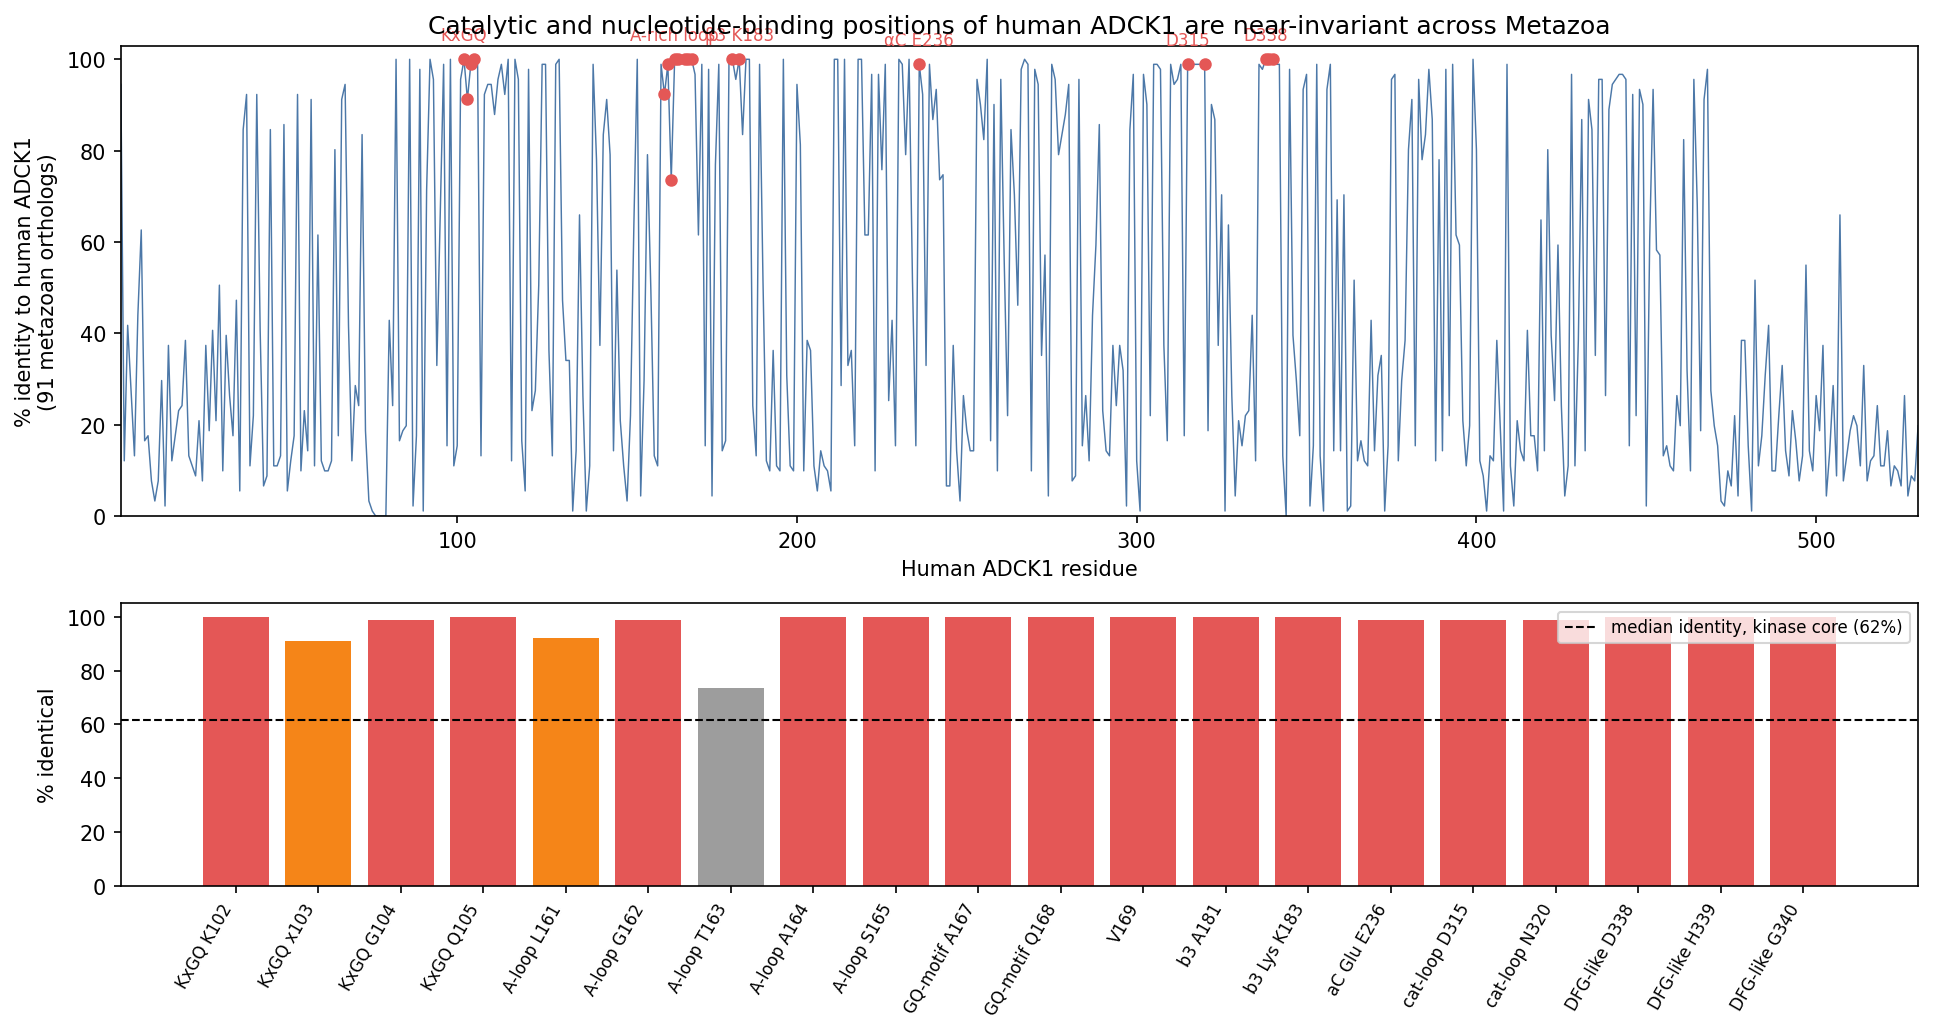 Catalytic and nucleotide-binding positions of human ADCK1 are near-invariant across Metazoa
KxGQ
A-rich loop
β3 K183
αC E236
D315
D338
% identity to human ADCK1
(91 metazoan orthologs)
100
80
60
40
20
0
100
200
300
400
500
Human ADCK1 residue
% identical
100
80
60
40
20
0
median identity, kinase core (62%)
KxGQ K102
KxGQ x103
KxGQ G104
KxGQ Q105
A-loop L161
A-loop G162
A-loop T163
A-loop A164
A-loop S165
GQ-motif A167
GQ-motif Q168
V169
b3 A181
b3 Lys K183
aC Glu E236
cat-loop D315
cat-loop N320
DFG-like D338
DFG-like H339
DFG-like G340